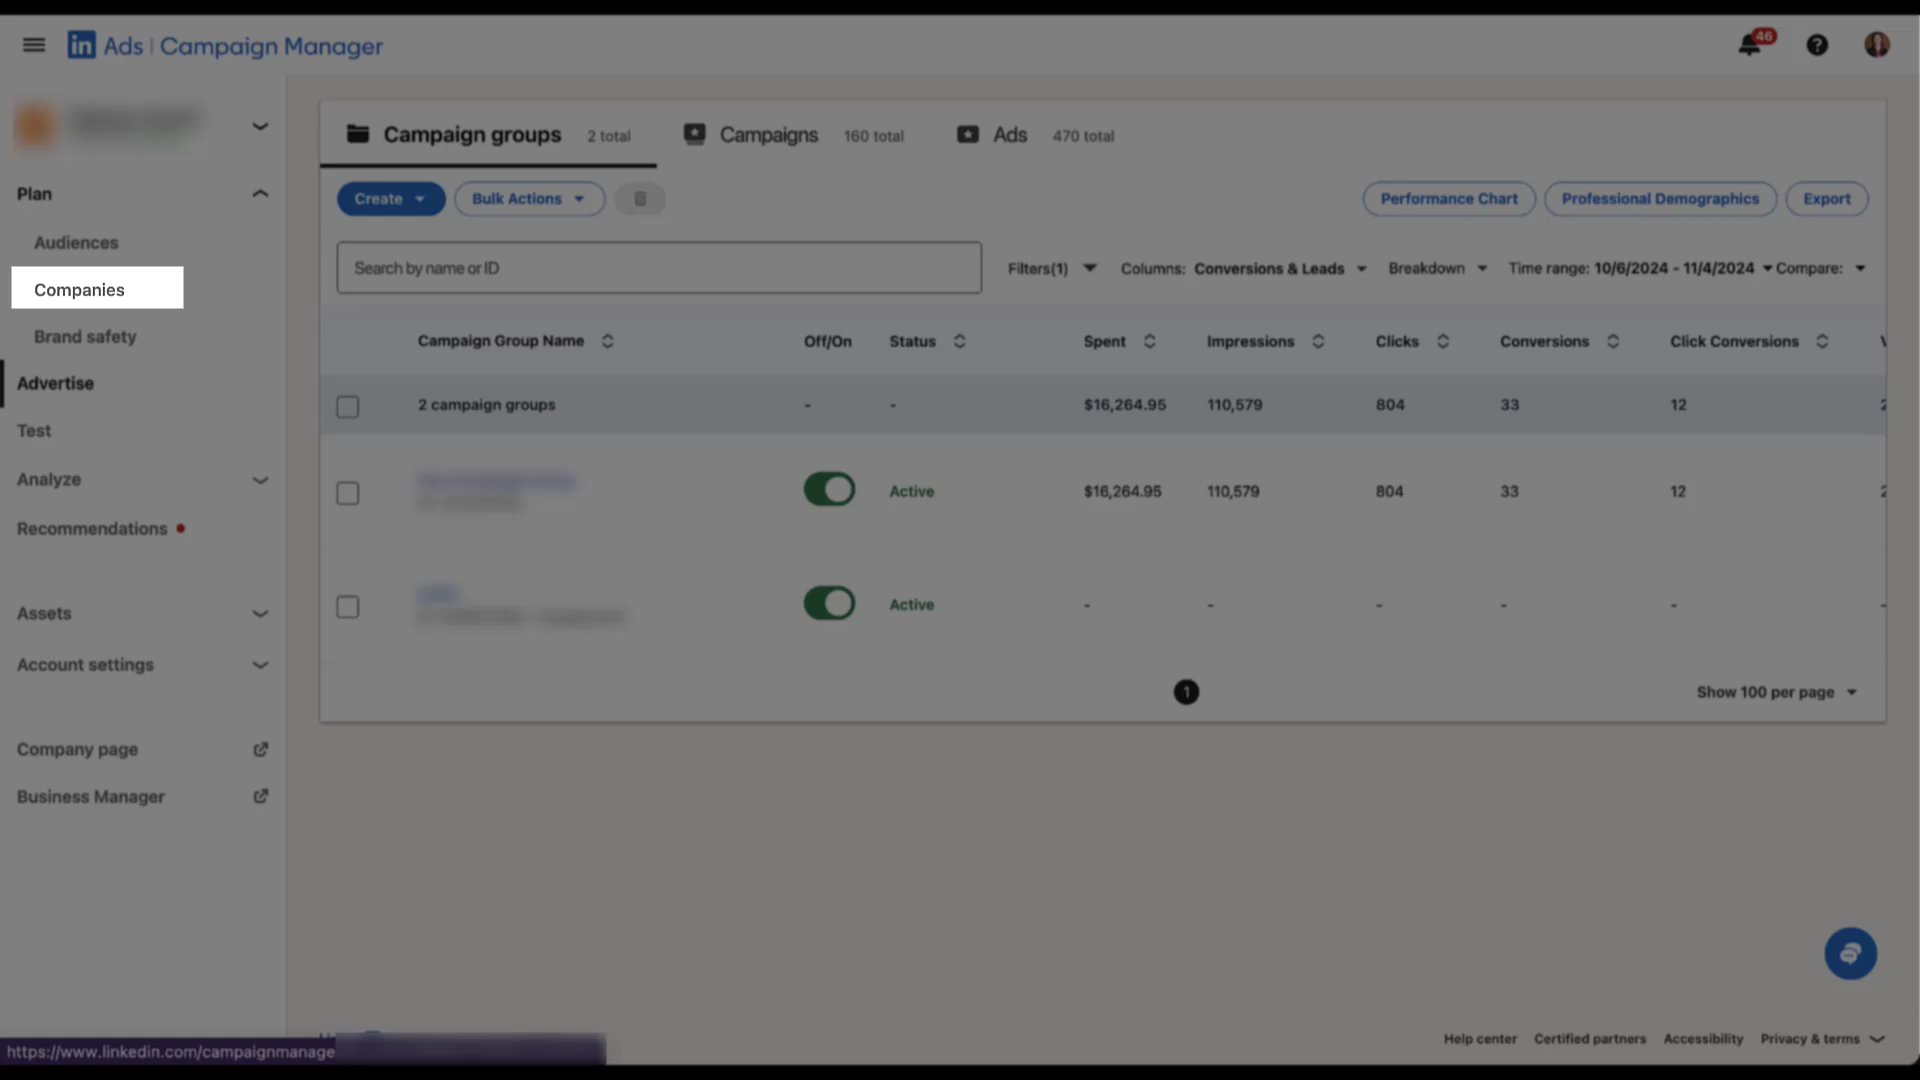 in Ads | Campaign Manager
46
Plan
Audiences
Companies
Brand safety
Advertise
Test
Analyze
Recommendations
Assets
Account settings
Company page
Business Manager
Campaign groups 2 total Campaigns 160 total Ads 470 total
Create Bulk Actions Performance Chart Professional Demographics Export
Search by name or ID Filters(1) Columns: Conversions & Leads Breakdown Time range: 10/6/2024 - 11/4/2024 Compare:
Campaign Group Name Off/On Status Spent Impressions Clicks Conversions Click Conversions
2 campaign groups - - $16,264.95 110,579 804 33 12
Active $16,264.95 110,579 804 33 12
Active - - - - -
1 Show 100 per page
Help center Certified partners Accessibility Privacy & terms
https://www.linkedin.com/campaignmanage